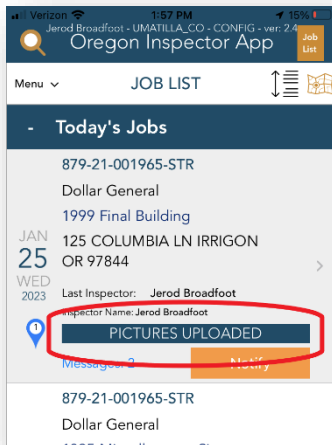 Verizon 1:57 PM 15%
Jerod Broadfoot - UMATILLA_CO - CONFIG - ver: 2.4
Oregon Inspector App
Job
List
Menu JOB LIST
- Today's Jobs
879-21-001965-STR
Dollar General
1999 Final Building
JAN
25
WED
2023
125 COLUMBIA LN IRRIGON
OR 97844
Last Inspector: Jerod Broadfoot
Inspector Name: Jerod Broadfoot
1
PICTURES UPLOADED
Messages: 2 Notify
879-21-001965-STR
Dollar General